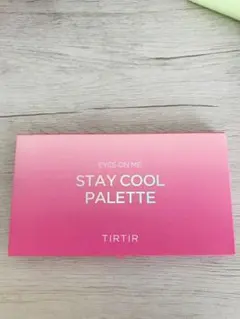 EYES ON ME
STAY COOL
PALETTE
TIRTIR